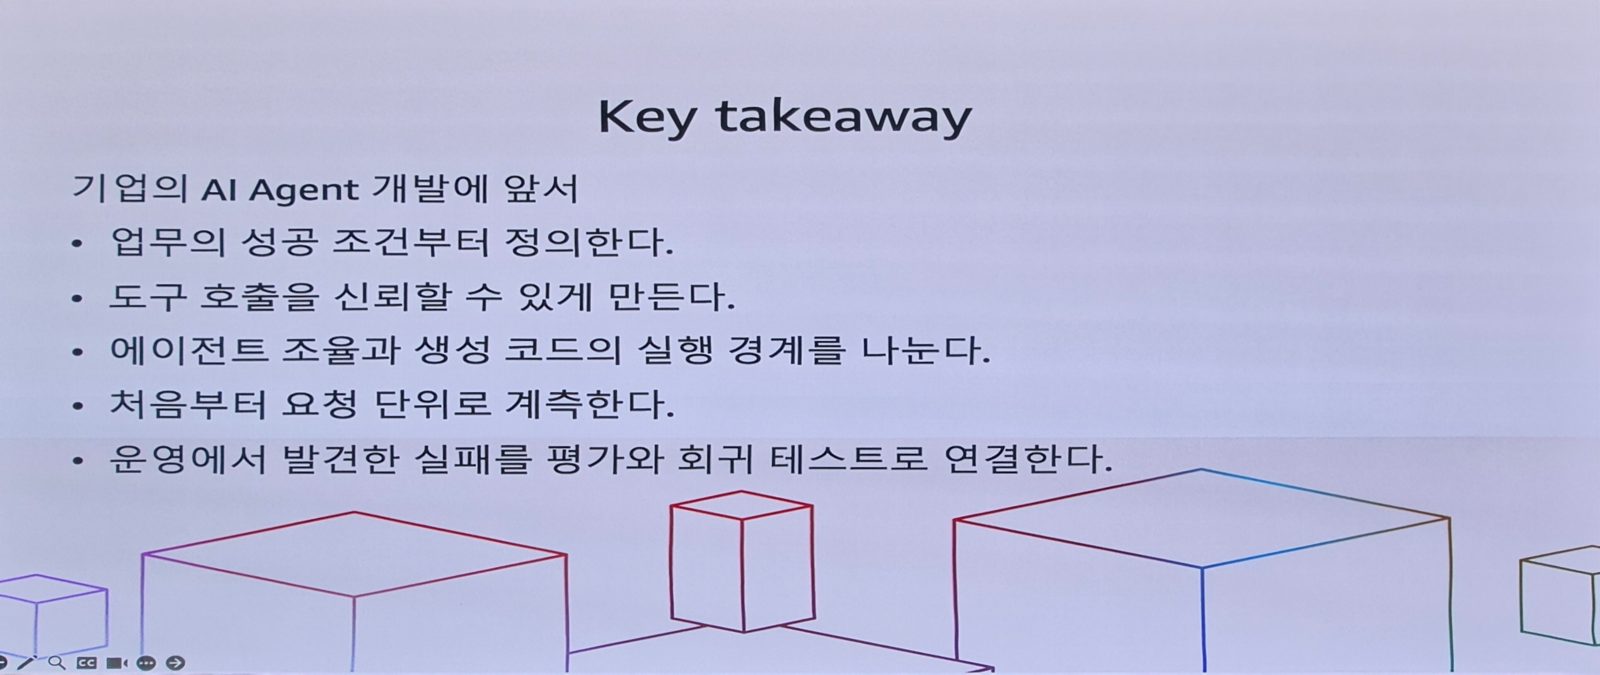 Key takeaway
기업의 AI Agent 개발에 앞서
• 업무의 성공 조건부터 정의한다.
• 도구 호출을 신뢰할 수 있게 만든다.
• 에이전트 조율과 생성 코드의 실행 경계를 나눈다.
• 처음부터 요청 단위로 계측한다.
• 운영에서 발견한 실패를 평가와 회귀 테스트로 연결한다.
CC